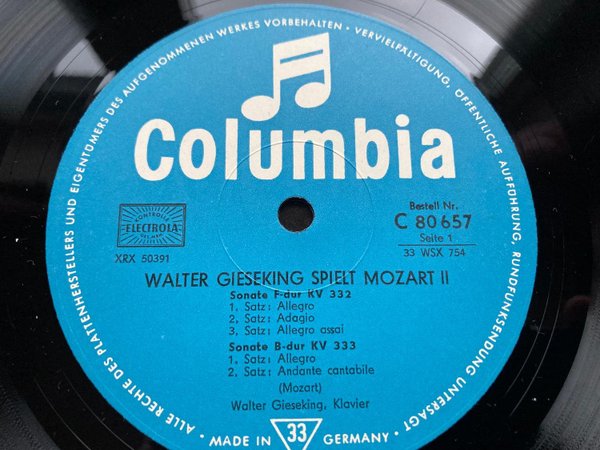 ALLE RECHTE DES PLATTENHERSTELLERS UND EIGENTÜMERS DES AUFGENOMMENEN WERKES VORBEHALTEN • VERVIELFÄLTIGUNG, ÖFFENTLICHE AUFFÜHRUNG, RUNDFUNKSENDUNG UNTERSAGT •
Columbia
ELECTROLA
XRX 50391
Bestell Nr.
C 80 657
Seite 1
33 WSX 754
WALTER GIESEKING SPIELT MOZART II
Sonate F-dur KV 332
1. Satz: Allegro
2. Satz: Adagio
3. Satz: Allegro assai
Sonate B-dur KV 333
1. Satz: Allegro
2. Satz: Andante cantabile
(Mozart)
Walter Gieseking, Klavier
MADE IN 33 GERMANY •